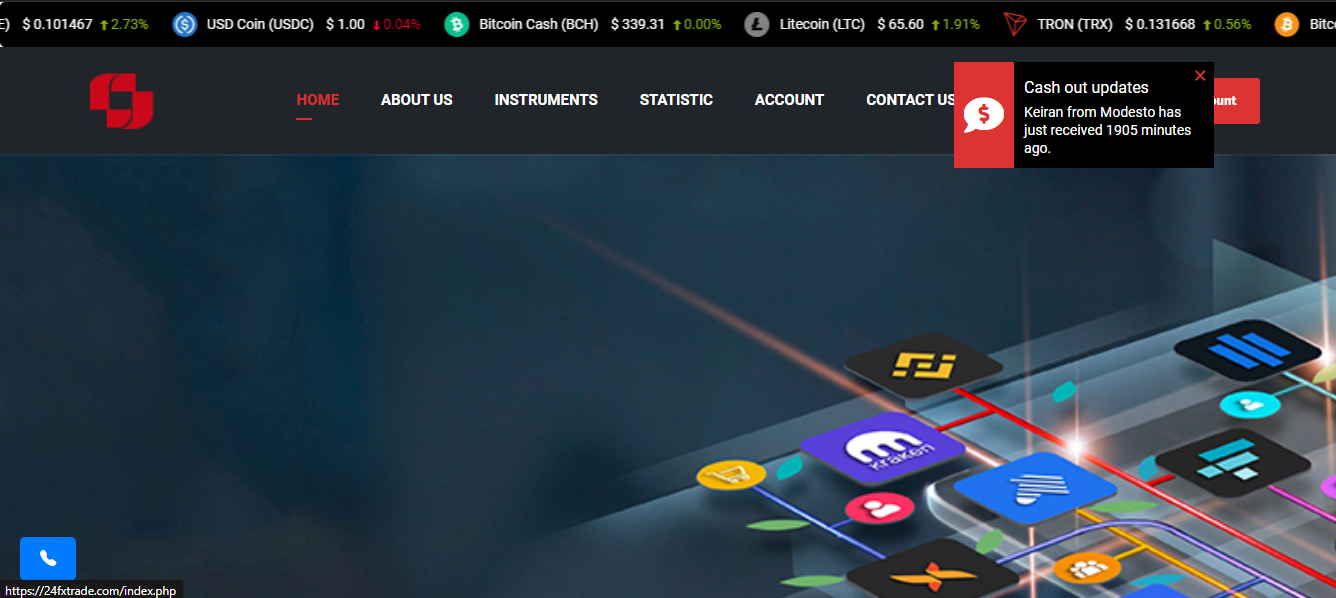 E) $ 0.101467 2.73% USD Coin (USDC) $ 1.00 0.04% Bitcoin Cash (BCH) $ 339.31 0.00% Litecoin (LTC) $ 65.60 1.91% TRON (TRX) $ 0.131668 0.56% Bitc
HOME ABOUT US INSTRUMENTS STATISTIC ACCOUNT CONTACT US ount
Cash out updates
Keiran from Modesto has
just received 1905 minutes
ago.
kraken
https://24fxtrade.com/index.php